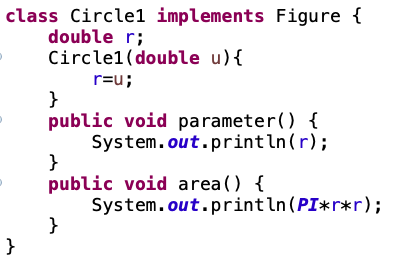 class Circle1 implements Figure {
    double r;
    Circle1(double u){
        r=u;
    }
    public void parameter() {
        System.out.println(r);
    }
    public void area() {
        System.out.println(PI*r*r);
    }
}